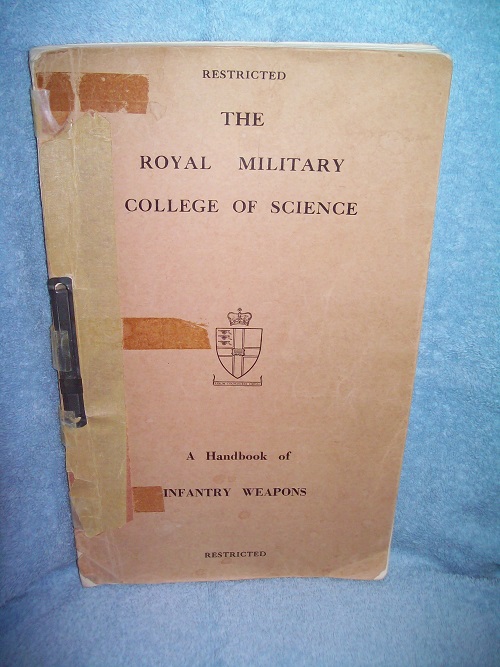 RESTRICTED
THE
ROYAL MILITARY
COLLEGE OF SCIENCE
A Handbook of
INFANTRY WEAPONS
RESTRICTED